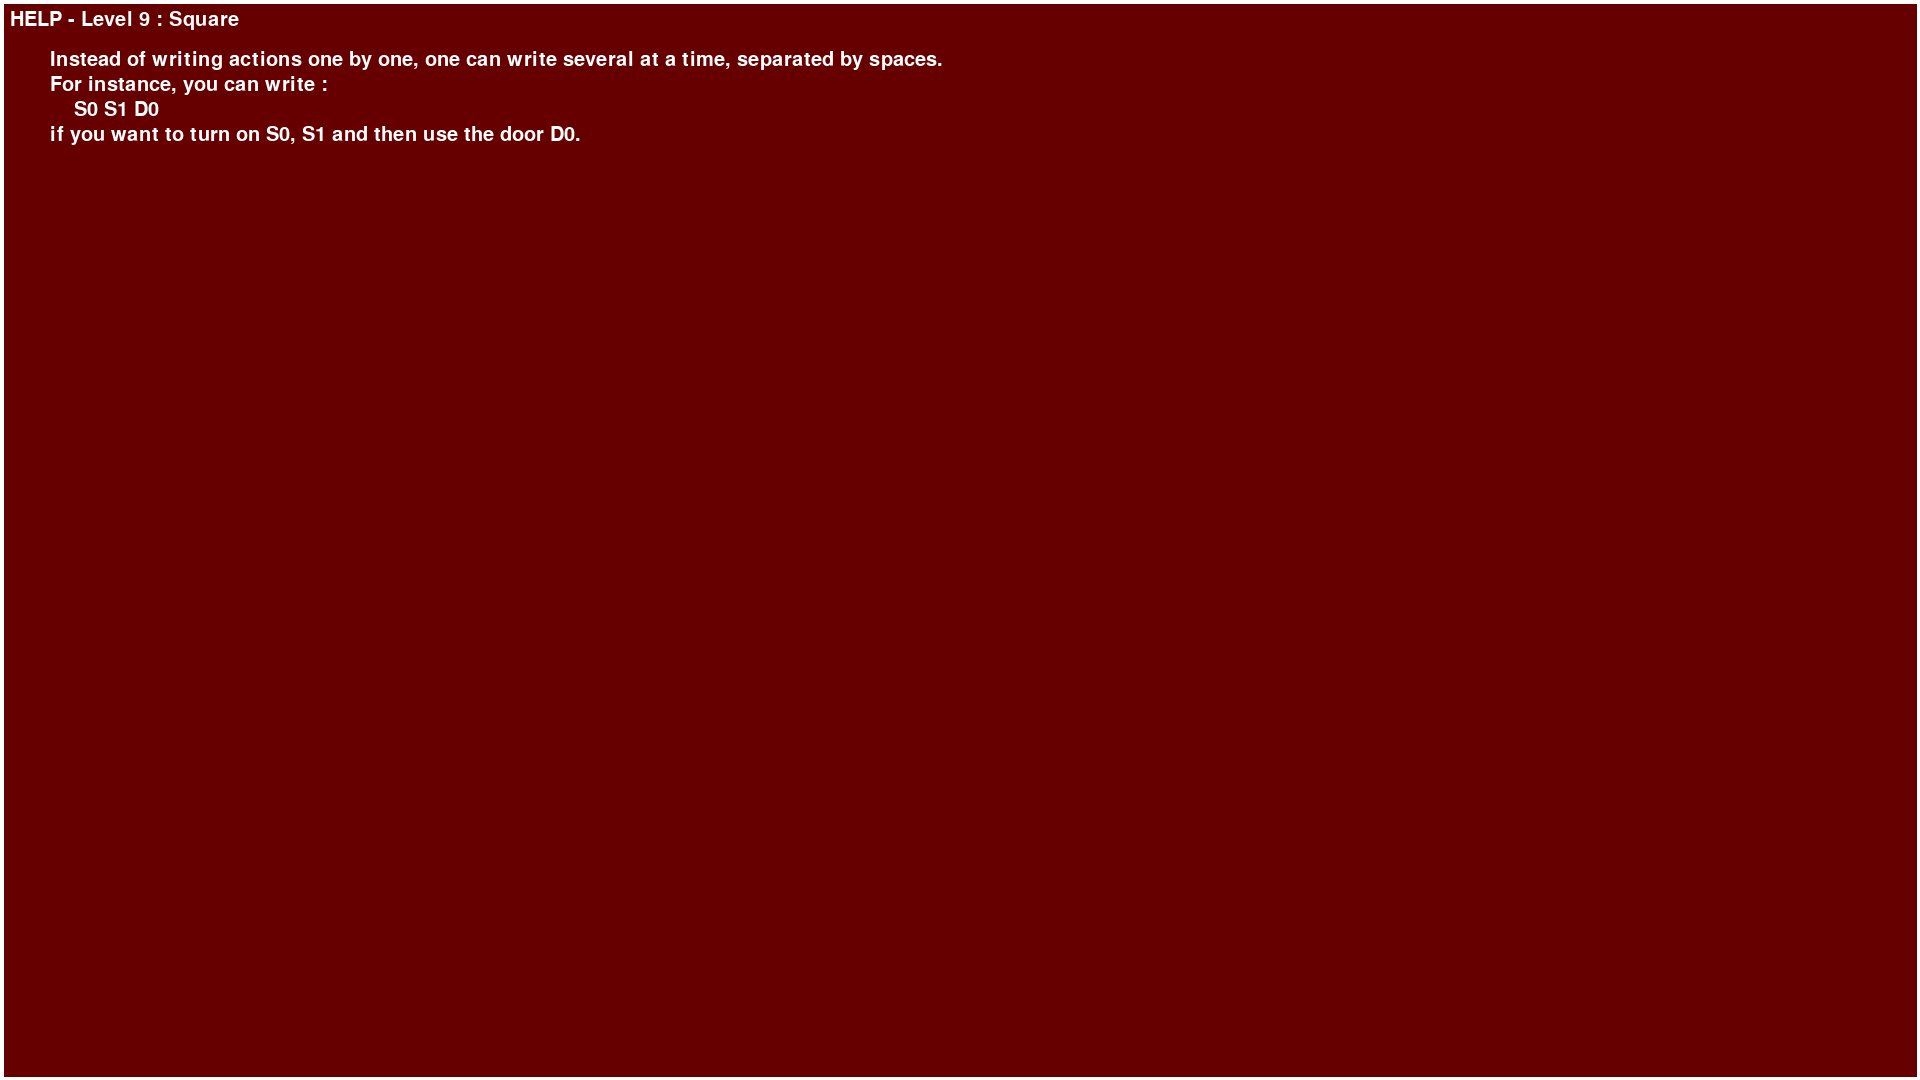 HELP - Level 9 : Square
Instead of writing actions one by one, one can write several at a time, separated by spaces.
For instance, you can write :
S0 S1 D0
if you want to turn on S0, S1 and then use the door D0.